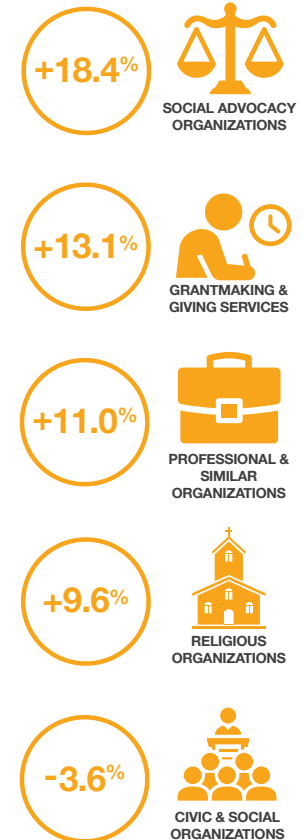 +18.4%
SOCIAL ADVOCACY
ORGANIZATIONS
+13.1%
GRANTMAKING &
GIVING SERVICES
+11.0%
PROFESSIONAL &
SIMILAR
ORGANIZATIONS
+9.6%
RELIGIOUS
ORGANIZATIONS
-3.6%
CIVIC & SOCIAL
ORGANIZATIONS